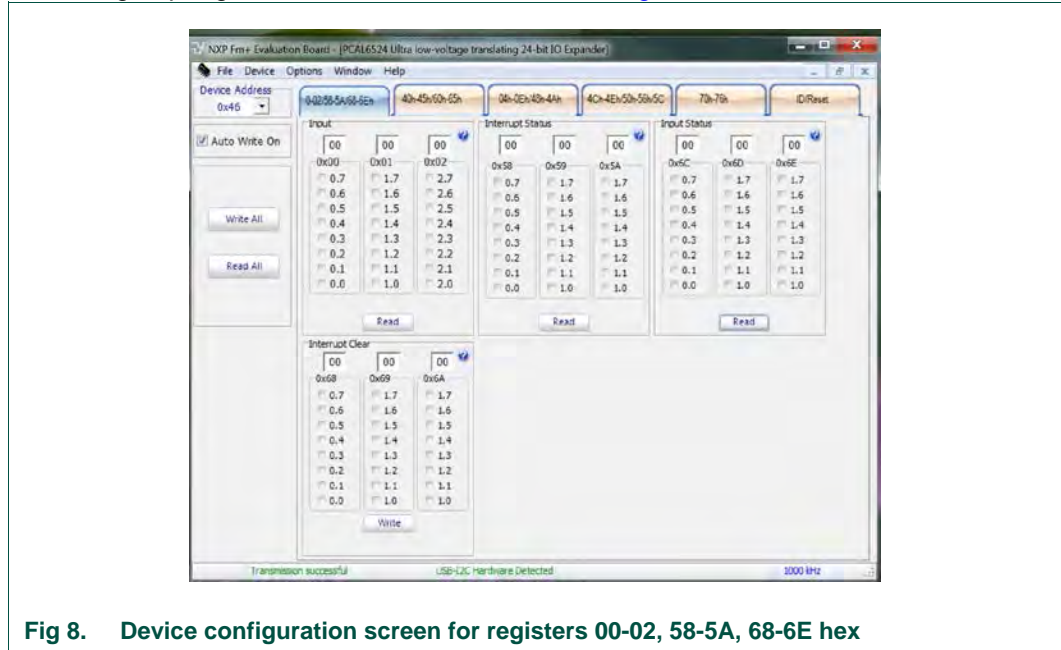 NXP Fm+ Evaluation Board - [PCAL6524 Ultra low-voltage translating 24-bit IO Expander]
File Device Options Window Help
Device Address
0x46
Auto Write On
Write All
Read All
0-02/58-5A/68-6Eh 40h-45h/60h-65h 04h-0Eh/48h-4Ah 4Ch-4Eh/50h-58h/5C 70h-76h ID/Reset
Input
00 00 00
0x00 0x01 0x02
0.7 1.7 2.7
0.6 1.6 2.6
0.5 1.5 2.5
0.4 1.4 2.4
0.3 1.3 2.3
0.2 1.2 2.2
0.1 1.1 2.1
0.0 1.0 2.0
Read
Interrupt Status
00 00 00
0x58 0x59 0x5A
0.7 1.7 1.7
0.6 1.6 1.6
0.5 1.5 1.5
0.4 1.4 1.4
0.3 1.3 1.3
0.2 1.2 1.2
0.1 1.1 1.1
0.0 1.0 1.0
Read
Input Status
00 00 00
0x6C 0x6D 0x6E
0.7 1.7 1.7
0.6 1.6 1.6
0.5 1.5 1.5
0.4 1.4 1.4
0.3 1.3 1.3
0.2 1.2 1.2
0.1 1.1 1.1
0.0 1.0 1.0
Read
Interrupt Clear
00 00 00
0x68 0x69 0x6A
0.7 1.7 1.7
0.6 1.6 1.6
0.5 1.5 1.5
0.4 1.4 1.4
0.3 1.3 1.3
0.2 1.2 1.2
0.1 1.1 1.1
0.0 1.0 1.0
Write
Transmission successful USB-I2C Hardware Detected 1000 kHz
Fig 8. Device configuration screen for registers 00-02, 58-5A, 68-6E hex